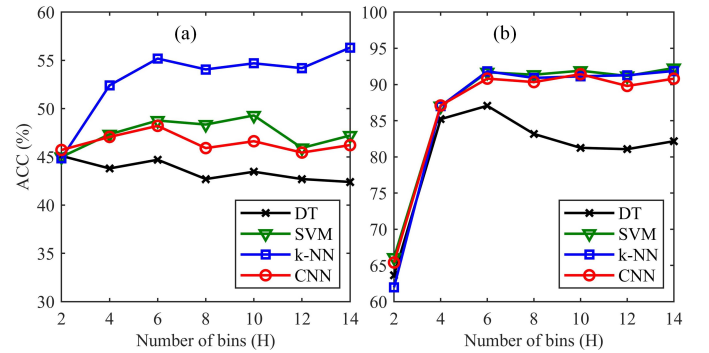 (a)
ACC (%)
60
55
50
45
42
35
30
2 4 6 8 10 12 14
Number of bins (H)
DT
SVM
k-NN
CNN
(b)
100
95
90
85
80
75
70
65
60
2 4 6 8 10 12 14
Number of bins (H)
DT
SVM
k-NN
CNN